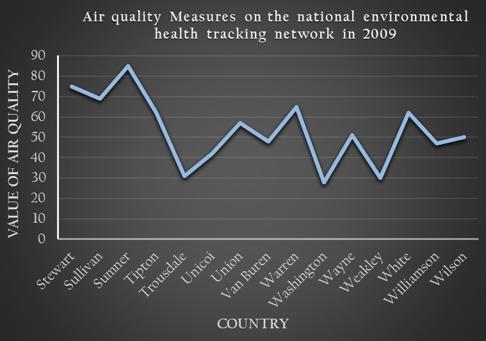 Air quality Measures on the national environmental
health tracking network in 2009
VALUE OF AIR QUALITY
90
80
70
60
50
40
30
20
10
0
Stewart
Sullivan
Sumner
Tipton
Trousdale
Unicoi
Union
Van Buren
Warren
Washington
Wayne
Weakley
White
Williamson
Wilson
COUNTRY